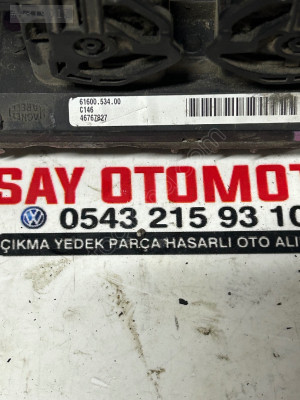 61600.534.00
C146
46767827
SAY OTOMOT
0543 215 93 10
ÇIKMA YEDEK PARÇA HASARLI OTO ALI